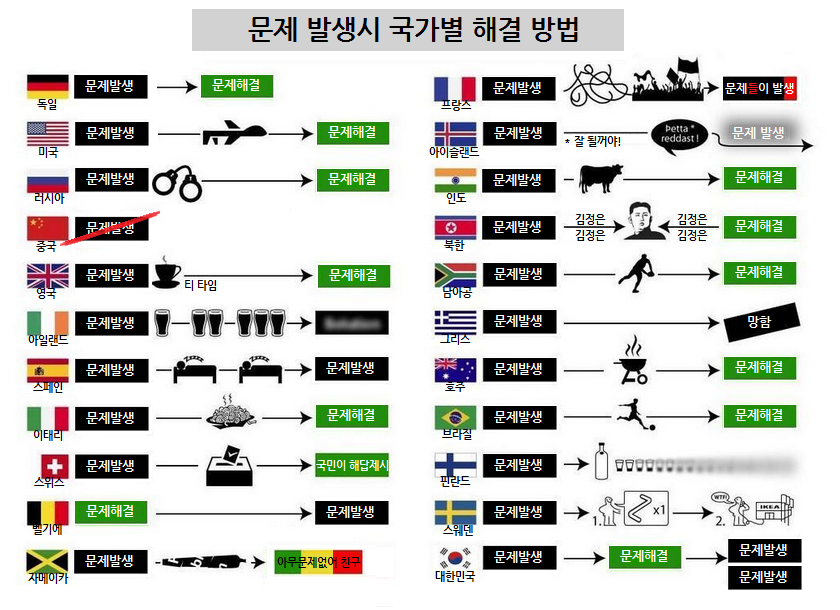 문제 발생시 국가별 해결 방법
문제발생
문제해결
독일
문제발생
문제해결
미국
문제발생
문제해결
러시아
문제발생
중국
문제발생
티 타임
문제해결
영국
문제발생
아일랜드
문제발생
문제발생
스페인
문제발생
문제해결
이태리
문제발생
국민이 해답제시
스위스
문제해결
문제발생
벨기에
문제발생
아무문제없어 친구
자메이카
문제발생
문제들이 발생
프랑스
문제발생
Þetta *
reddast!
문제 발생
* 잘 될꺼야!
아이슬랜드
문제발생
문제해결
인도
문제발생
김정은
김정은
김정은
김정은
문제해결
북한
문제발생
문제해결
남아공
문제발생
망함
그리스
문제발생
문제해결
호주
문제발생
문제해결
브라질
문제발생
핀란드
문제발생
1.
x1
WTF!
IKEA
2.
스웨덴
문제발생
문제해결
문제발생
문제발생
대한민국